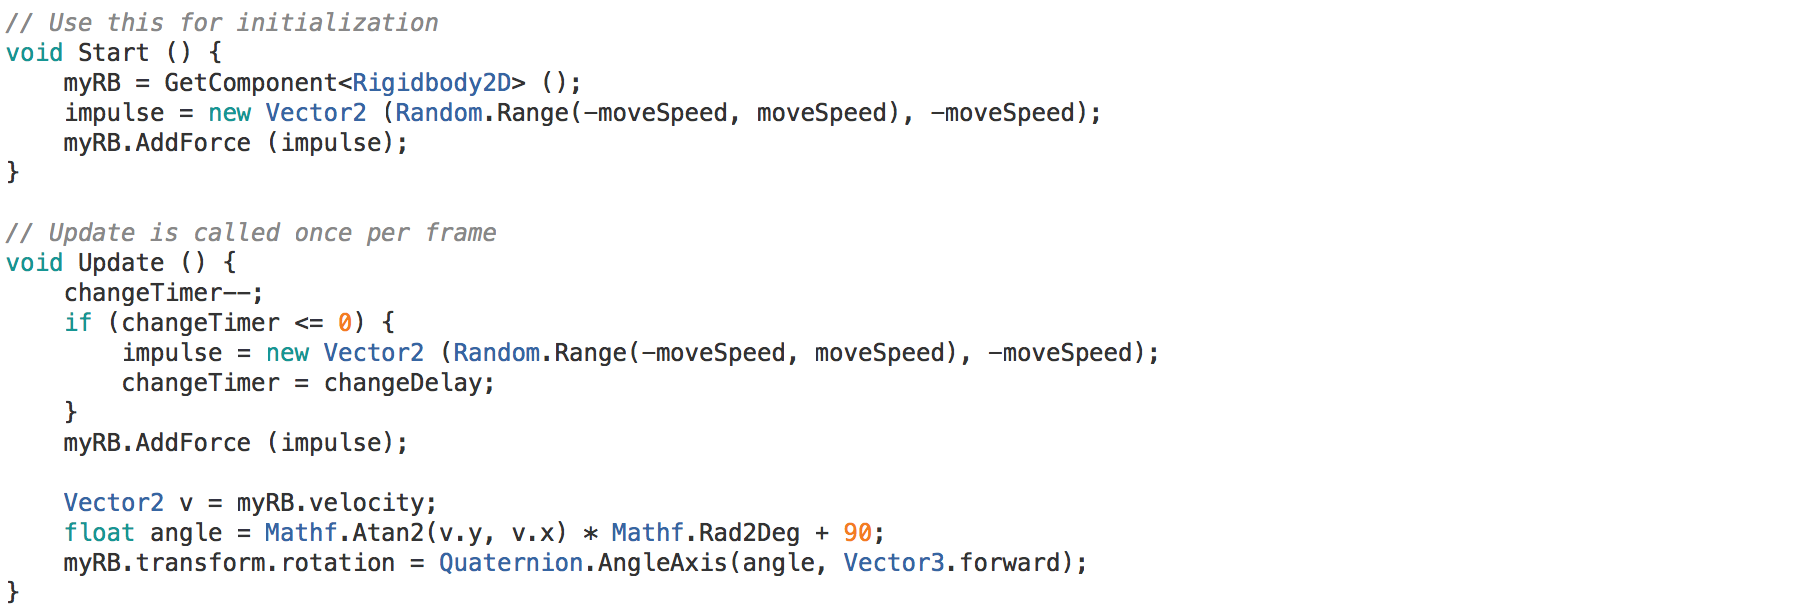 // Use this for initialization
void Start () {
    myRB = GetComponent<Rigidbody2D> ();
    impulse = new Vector2 (Random.Range(-moveSpeed, moveSpeed), -moveSpeed);
    myRB.AddForce (impulse);
}

// Update is called once per frame
void Update () {
    changeTimer--;
    if (changeTimer <= 0) {
        impulse = new Vector2 (Random.Range(-moveSpeed, moveSpeed), -moveSpeed);
        changeTimer = changeDelay;
    }
    myRB.AddForce (impulse);

    Vector2 v = myRB.velocity;
    float angle = Mathf.Atan2(v.y, v.x) * Mathf.Rad2Deg + 90;
    myRB.transform.rotation = Quaternion.AngleAxis(angle, Vector3.forward);
}